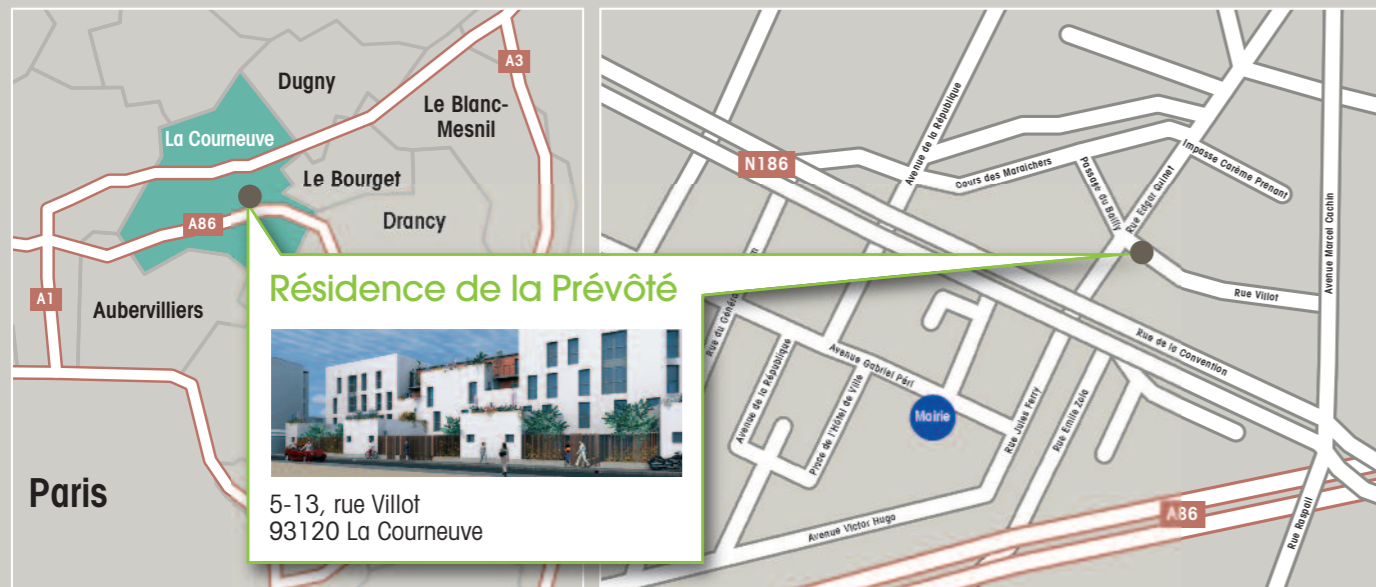 A3
Dugny
Le Blanc-
Mesnil
La Courneuve
Le Bourget
A86
Drancy
A1
Aubervilliers
Paris
Résidence de la Prévôté
5-13, rue Villot
93120 La Courneuve
N186
Avenue de la République
Cours des Maraichers
Passage du Bailly
Rue Edgar Quinet
Impasse Carême Prenant
Avenue Marcel Cachin
Rue Villot
Rue du Généra
Avenue de la République
Place de l'Hôtel de Ville
Avenue Gabriel Péri
Mairie
Rue de la Convention
Rue Jules Ferry
Rue Emile Zola
Avenue Victor Hugo
A86
Rue Raspail